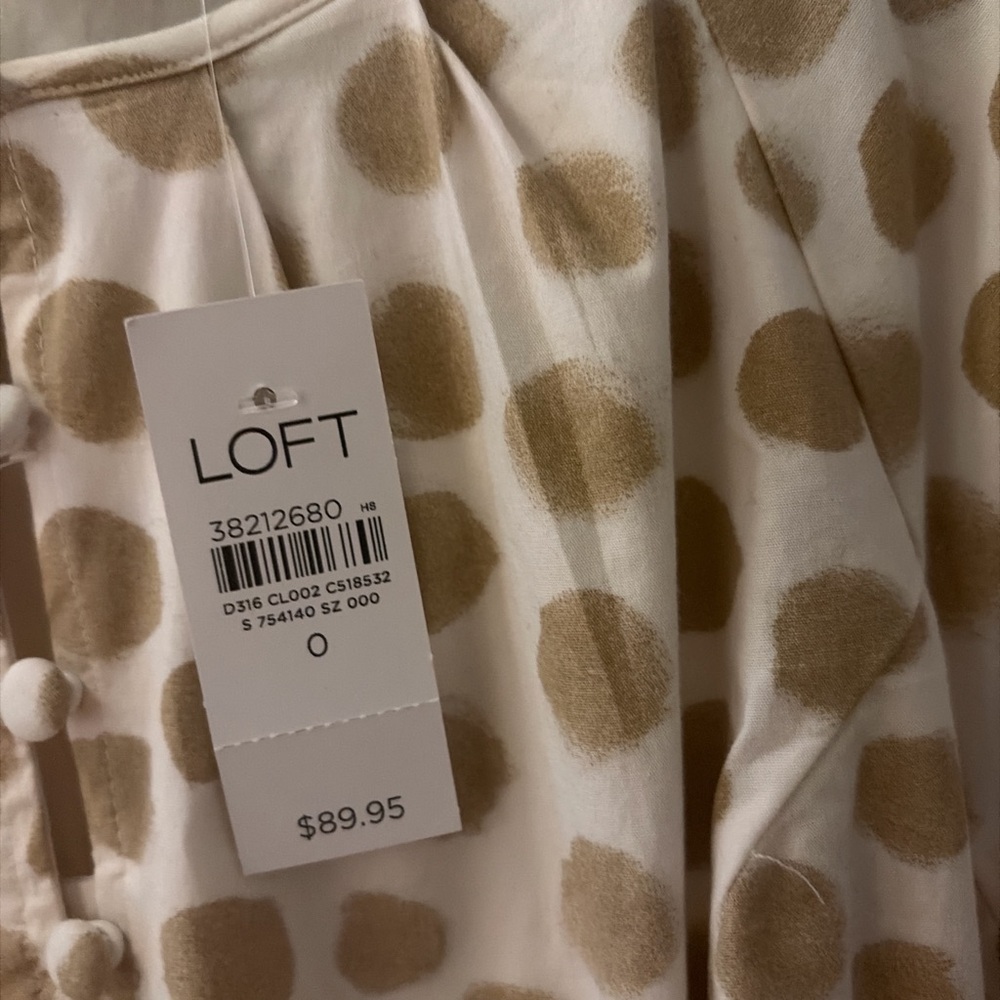 LOFT
38212680 H8
D316 CL002 C518532
S 754140 SZ 000
0
$89.95